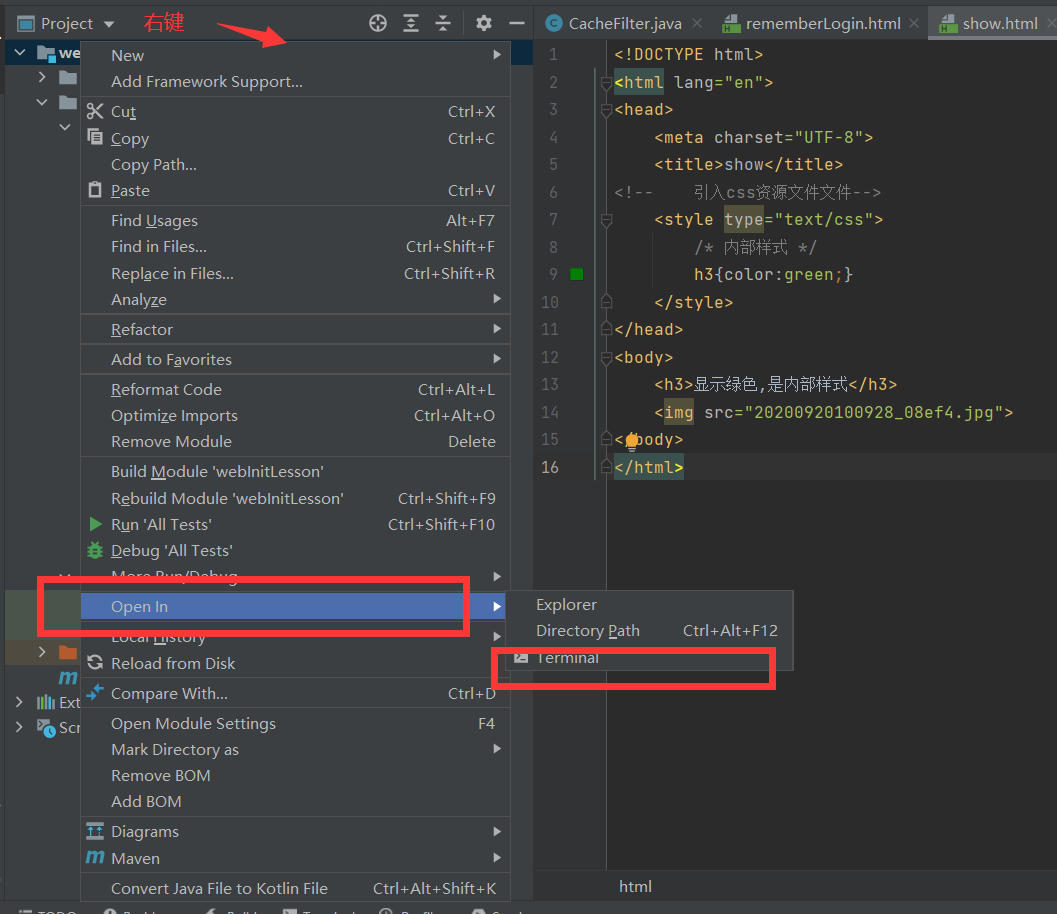 Project
右键
CacheFilter.java
rememberLogin.html
show.html
we
New
Add Framework Support...
Cut Ctrl+X
Copy Ctrl+C
Copy Path...
Paste Ctrl+V
Find Usages Alt+F7
Find in Files... Ctrl+Shift+F
Replace in Files... Ctrl+Shift+R
Analyze
Refactor
Add to Favorites
Reformat Code Ctrl+Alt+L
Optimize Imports Ctrl+Alt+O
Remove Module Delete
Build Module 'webInitLesson'
Rebuild Module 'webInitLesson' Ctrl+Shift+F9
Run 'All Tests' Ctrl+Shift+F10
Debug 'All Tests'
More Run/Debug
Open In
Local History
Reload from Disk
Compare With... Ctrl+D
Open Module Settings F4
Mark Directory as
Remove BOM
Add BOM
Diagrams
Maven
Convert Java File to Kotlin File Ctrl+Alt+Shift+K
Ext
Scr
Explorer
Directory Path Ctrl+Alt+F12
Terminal
1 <!DOCTYPE html>
2 <html lang="en">
3 <head>
4 <meta charset="UTF-8">
5 <title>show</title>
6 <!-- 引入css资源文件文件-->
7 <style type="text/css">
8 /* 内部样式 */
9 h3{color:green;}
10 </style>
11 </head>
12 <body>
13 <h3>显示绿色,是内部样式</h3>
14 <img src="20200920100928_08ef4.jpg">
15 </body>
16 </html>
html
TODO